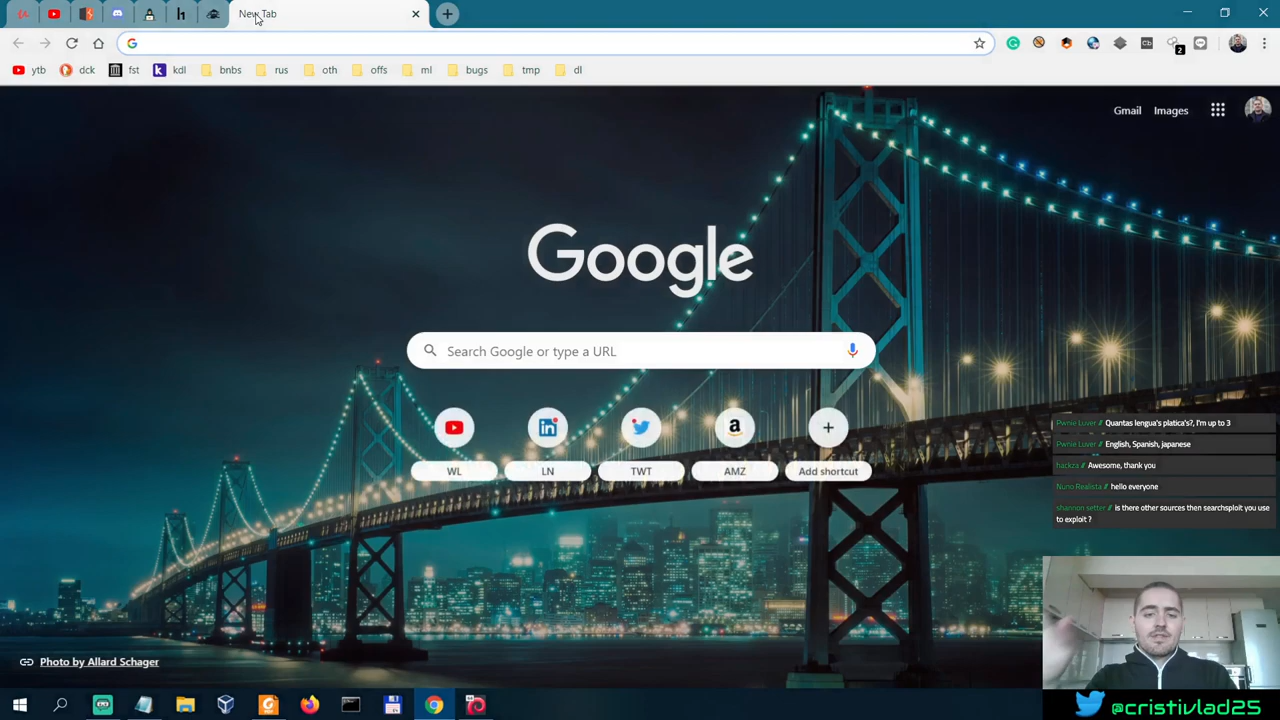 New Tab
ytb dck fst kdl bnbs rus oth offs ml bugs tmp dl
2
Gmail Images
Google
Search Google or type a URL
WL LN TWT AMZ Add shortcut
Pwnie Luver // Quantas lengua's platica's?, I'm up to 3
Pwnie Luver // English, Spanish, japanese
hackza // Awesome, thank you
Nuno Realista // hello everyone
shannon setter // is there other sources then searchsploit you use
to exploit ?
Photo by Allard Schager
@cristivlad25